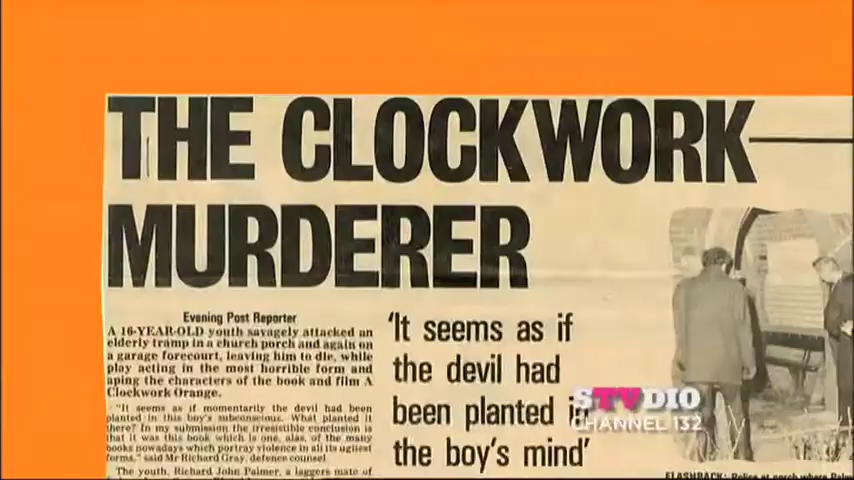 THE CLOCKWORK
MURDERER
Evening Post Reporter
A 16-YEAR-OLD youth savagely attacked an
elderly tramp in a church porch and again on
a garage forecourt, leaving him to die, while
play acting in the most horrible form and
aping the characters of the book and film A
Clockwork Orange.
"It seems as if momentarily the devil had been
planted in this boy's subconscious. What planted it
there? In my submission the irresistible conclusion is
that it was this book which is one, alas, of the many
books nowadays which portray violence in all its ugliest
forms," said Mr Richard Gray, defence counsel.
The youth, Richard John Palmer, a laggers mate of
'It seems as if
the devil had
been planted in
the boy's mind'
STVDIO
CHANNEL 132
FLASHBACK: Police at porch where